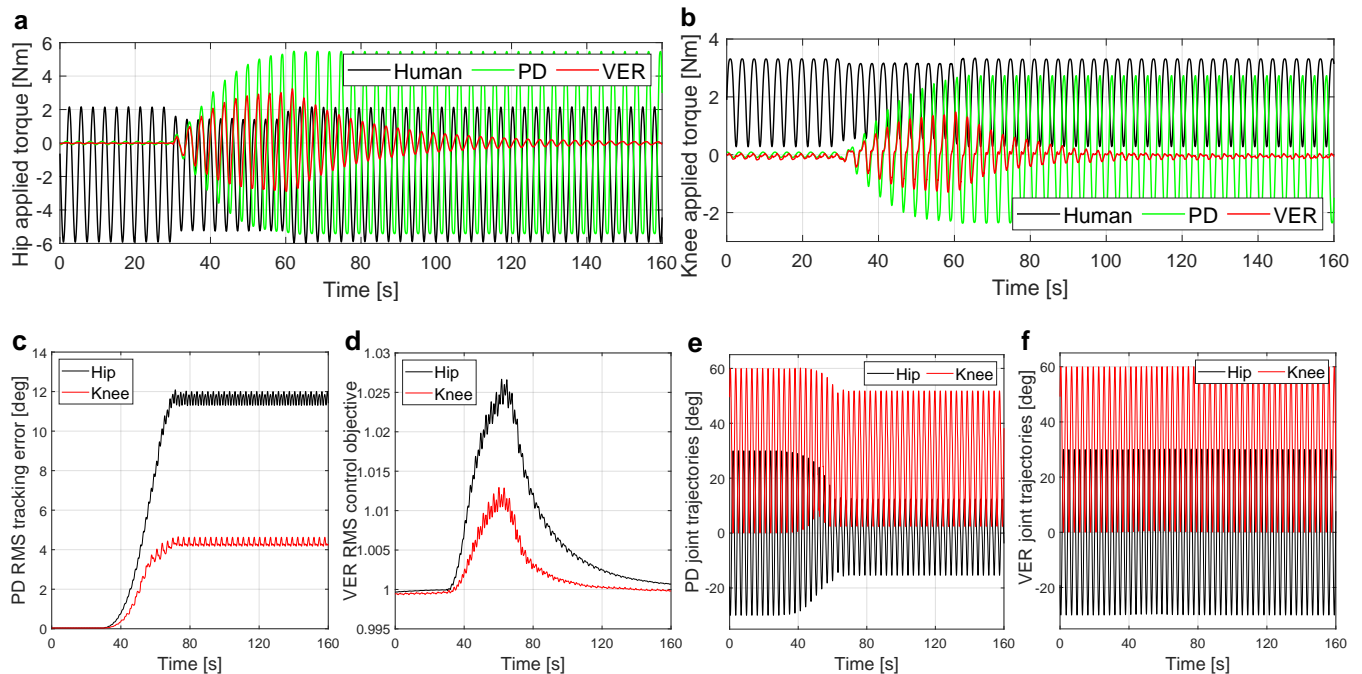 a
Hip applied torque [Nm]
6
4
2
0
-2
-4
-6
Human PD VER
0 20 40 60 80 100 120 140 160
Time [s]
b
Knee applied torque [Nm]
4
2
0
-2
Human PD VER
0 20 40 60 80 100 120 140 160
Time [s]
c
PD RMS tracking error [deg]
14
12
10
8
6
4
2
0
Hip
Knee
0 40 80 120 160
Time [s]
d
VER RMS control objective
1.03
1.025
1.02
1.015
1.01
1.005
1
0.995
Hip
Knee
0 40 80 120 160
Time [s]
e
PD joint trajectories [deg]
60
40
20
0
-20
Hip Knee
0 40 80 120 160
Time [s]
f
VER joint trajectories [deg]
60
40
20
0
-20
Hip Knee
0 40 80 120 160
Time [s]